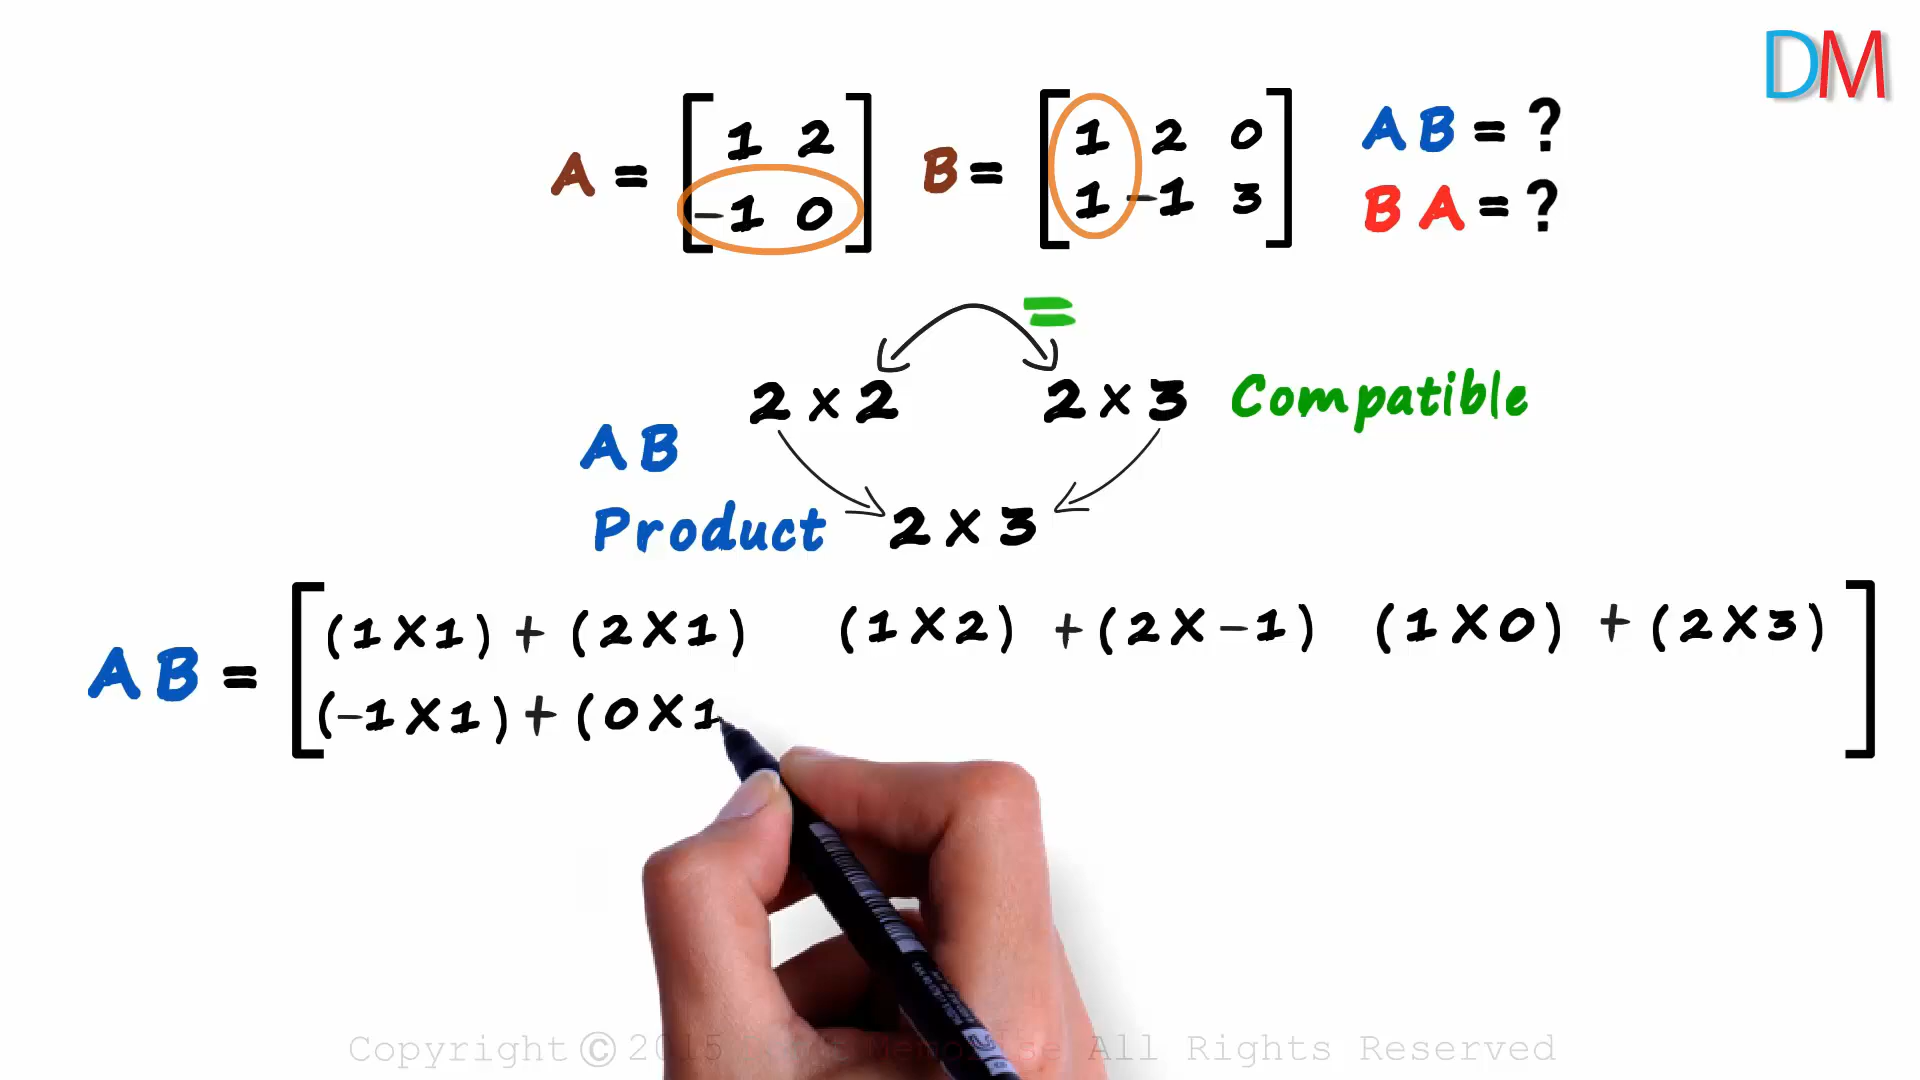 DM
A = [ 1 2 B = [ 1 2 0 AB = ?
-1 0 ] 1 -1 3 ] BA = ?
=
2 x 2 2 x 3 Compatible
AB
Product 2 X 3
AB = [ (1X1) + (2X1) (1X2) + (2X-1) (1X0) + (2X3)
(-1X1) + (0X1 ]
Copyright © 2015 All Rights Reserved